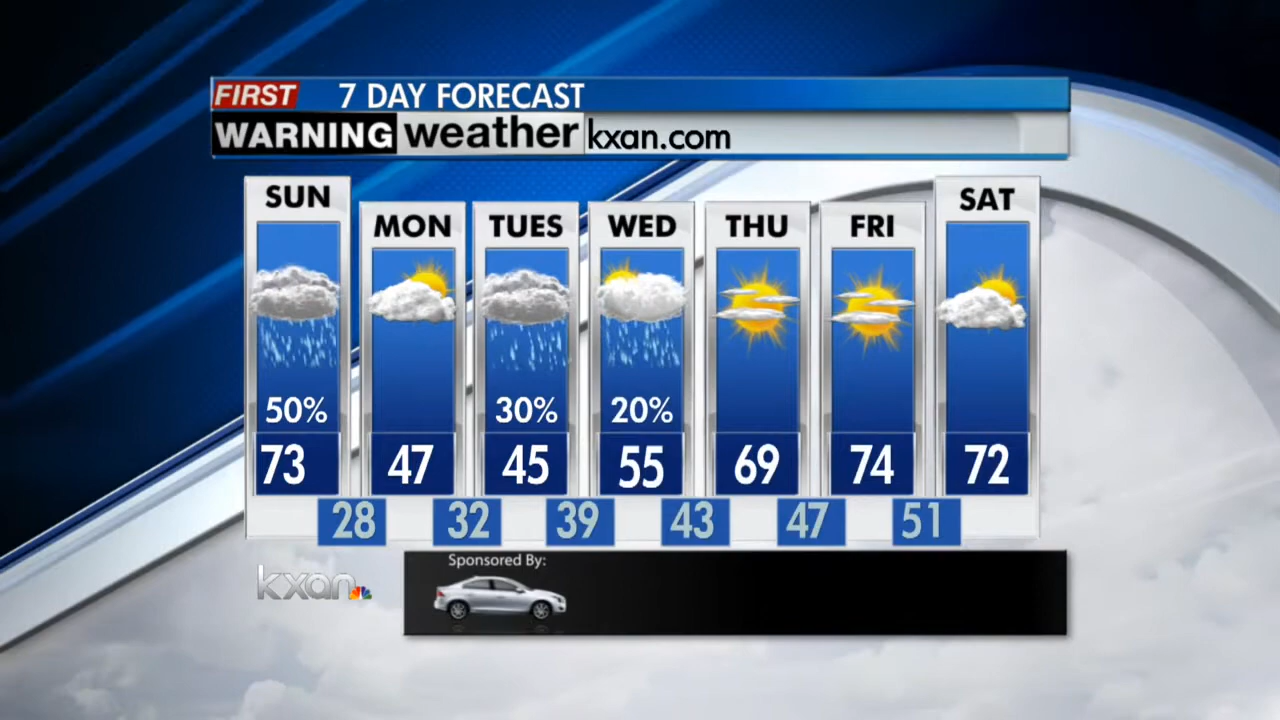 FIRST 7 DAY FORECAST
WARNING weather kxan.com
SUN MON TUES WED THU FRI SAT
50% 30% 20%
73 47 45 55 69 74 72
28 32 39 43 47 51
Sponsored By:
kxan